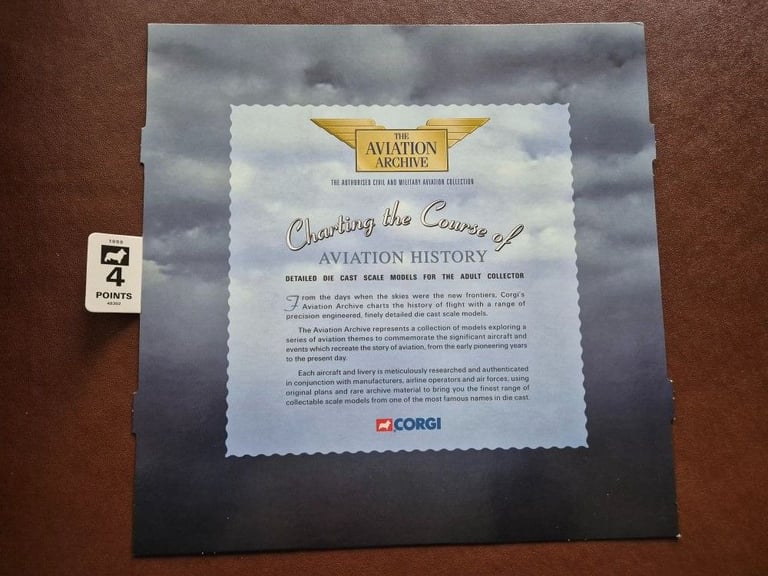 THE
AVIATION
ARCHIVE
THE AUTHORISED CIVIL AND MILITARY AVIATION COLLECTION
Charting the Course of
AVIATION HISTORY
DETAILED DIE CAST SCALE MODELS FOR THE ADULT COLLECTOR
From the days when the skies were the new frontiers, Corgi's
Aviation Archive charts the history of flight with a range of
precision engineered, finely detailed die cast scale models.
The Aviation Archive represents a collection of models exploring a
series of aviation themes to commemorate the significant aircraft and
events which recreate the story of aviation, from the early pioneering years
to the present day.
Each aircraft and livery is meticulously researched and authenticated
in conjunction with manufacturers, airline operators and air forces, using
original plans and rare archive material to bring you the finest range of
collectable scale models from one of the most famous names in die cast.
CORGI
1999
4
POINTS
48302